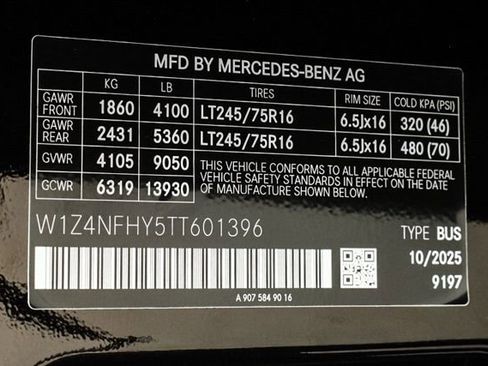 MFD BY MERCEDES-BENZ AG
KG LB TIRES RIM SIZE COLD KPA (PSI)
GAWR FRONT 1860 4100 LT245/75R16 6.5Jx16 320 (46)
GAWR REAR 2431 5360 LT245/75R16 6.5Jx16 480 (70)
GVWR 4105 9050 THIS VEHICLE CONFORMS TO ALL APPLICABLE FEDERAL
VEHICLE SAFETY STANDARDS IN EFFECT ON THE DATE
GCWR 6319 13930 OF MANUFACTURE SHOWN.
W1Z4NFHY5TT601396 TYPE BUS
10/2025
9197
A 907 584 90 16